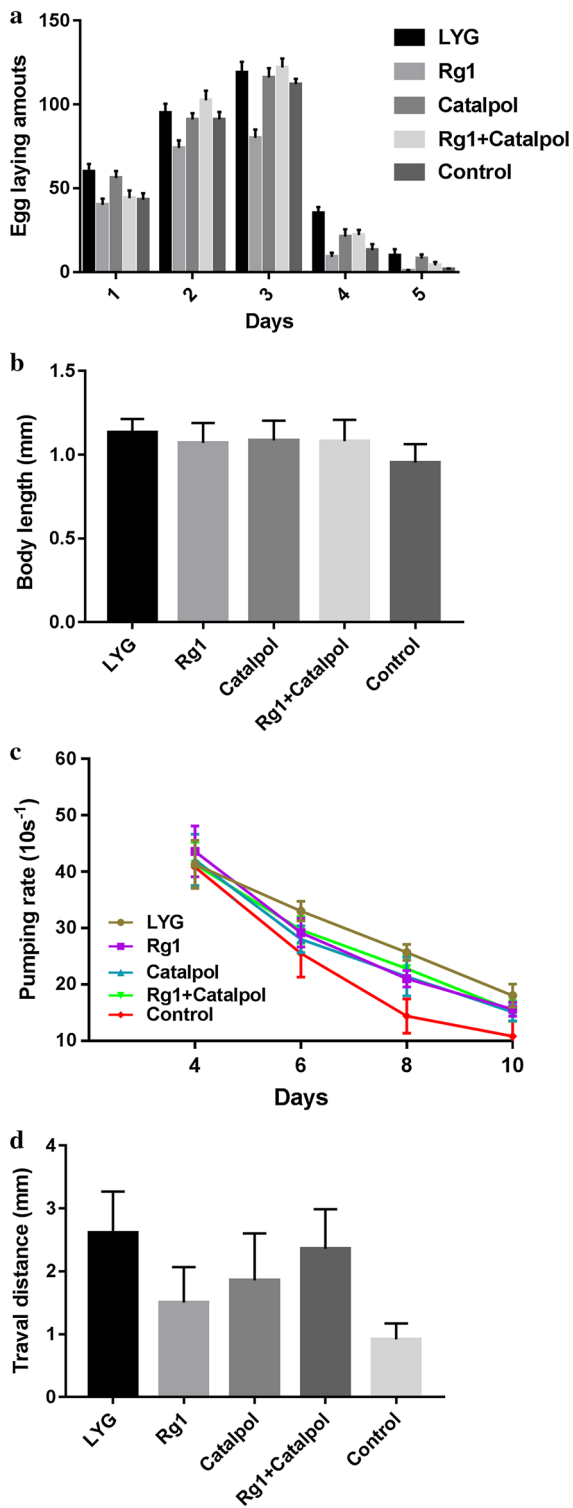 a
Egg laying amouts
150
100
50
0
1
2
3
4
5
Days
LYG
Rg1
Catalpol
Rg1+Catalpol
Control
b
Body length (mm)
1.5
1.0
0.5
0.0
LYG
Rg1
Catalpol
Rg1+Catalpol
Control
c
Pumping rate (10s-1)
60
50
40
30
20
10
LYG
Rg1
Catalpol
Rg1+Catalpol
Control
4
6
8
10
Days
d
Traval distance (mm)
4
3
2
1
0
LYG
Rg1
Catalpol
Rg1+Catalpol
Control